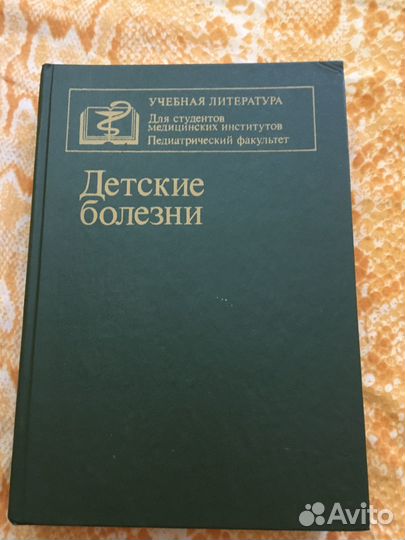 УЧЕБНАЯ ЛИТЕРАТУРА
Для студентов
медицинских институтов
Педиатрический факультет
Детские
болезни
Avito